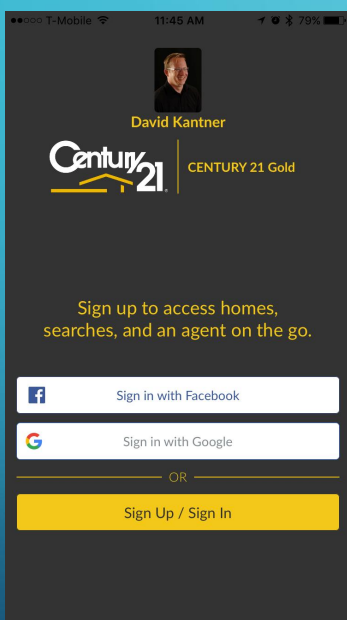 T-Mobile 11:45 AM 79%
David Kantner
Century 21
CENTURY 21 Gold
Sign up to access homes,
searches, and an agent on the go.
Sign in with Facebook
Sign in with Google
OR
Sign Up / Sign In